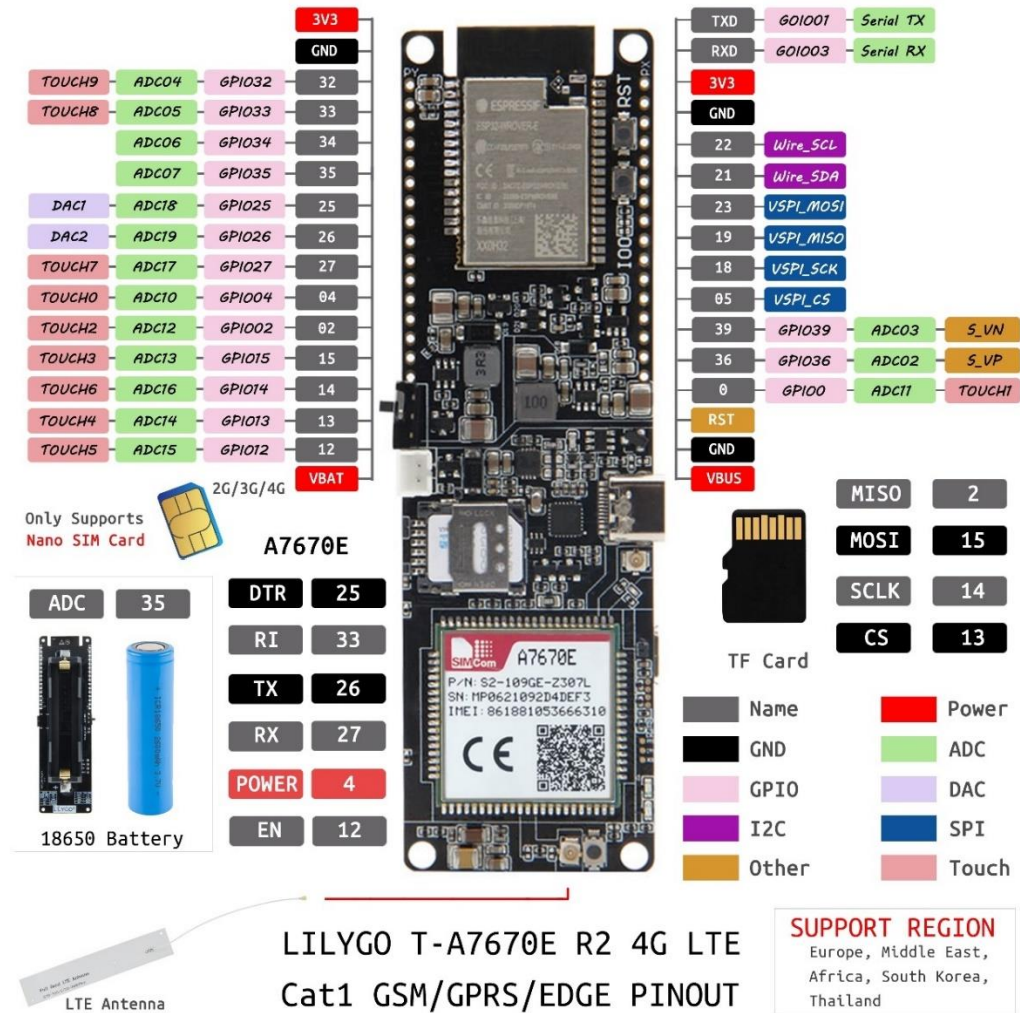 3V3
GND
TOUCH9 ADC04 GPIO32 32
TOUCH8 ADC05 GPIO33 33
ADC06 GPIO34 34
ADC07 GPIO35 35
DAC1 ADC18 GPIO25 25
DAC2 ADC19 GPIO26 26
TOUCH7 ADC17 GPIO27 27
TOUCH0 ADC10 GPIO04 04
TOUCH2 ADC12 GPIO02 02
TOUCH3 ADC13 GPIO15 15
TOUCH6 ADC16 GPIO14 14
TOUCH4 ADC14 GPIO13 13
TOUCH5 ADC15 GPIO12 12
VBAT
TXD GOIO01 Serial TX
RXD GOIO03 Serial RX
3V3
GND
22 Wire_SCL
21 Wire_SDA
23 VSPI_MOSI
19 VSPI_MISO
18 VSPI_SCK
05 VSPI_CS
39 GPIO39 ADC03 S_VN
36 GPIO36 ADC02 S_VP
0 GPIO0 ADC11 TOUCH1
RST
GND
VBUS
PY
PX
RST
IO0
ESPRESSIF
ESP32-WROVER-E
CE
XX0H32
3R3
100
2G/3G/4G
Only Supports
Nano SIM Card
A7670E
DTR 25
RI 33
TX 26
RX 27
POWER 4
EN 12
ADC 35
LILYGO
18650 Battery
SIMCom A7670E
P/N: S2-109GE-Z307L
SN: MP0621092D4DEF3
IMEI: 861881053666310
CE
MISO 2
MOSI 15
SCLK 14
CS 13
TF Card
Name Power
GND ADC
GPIO DAC
I2C SPI
Other Touch
LTE Antenna
LILYGO T-A7670E R2 4G LTE
Cat1 GSM/GPRS/EDGE PINOUT
SUPPORT REGION
Europe, Middle East,
Africa, South Korea,
Thailand